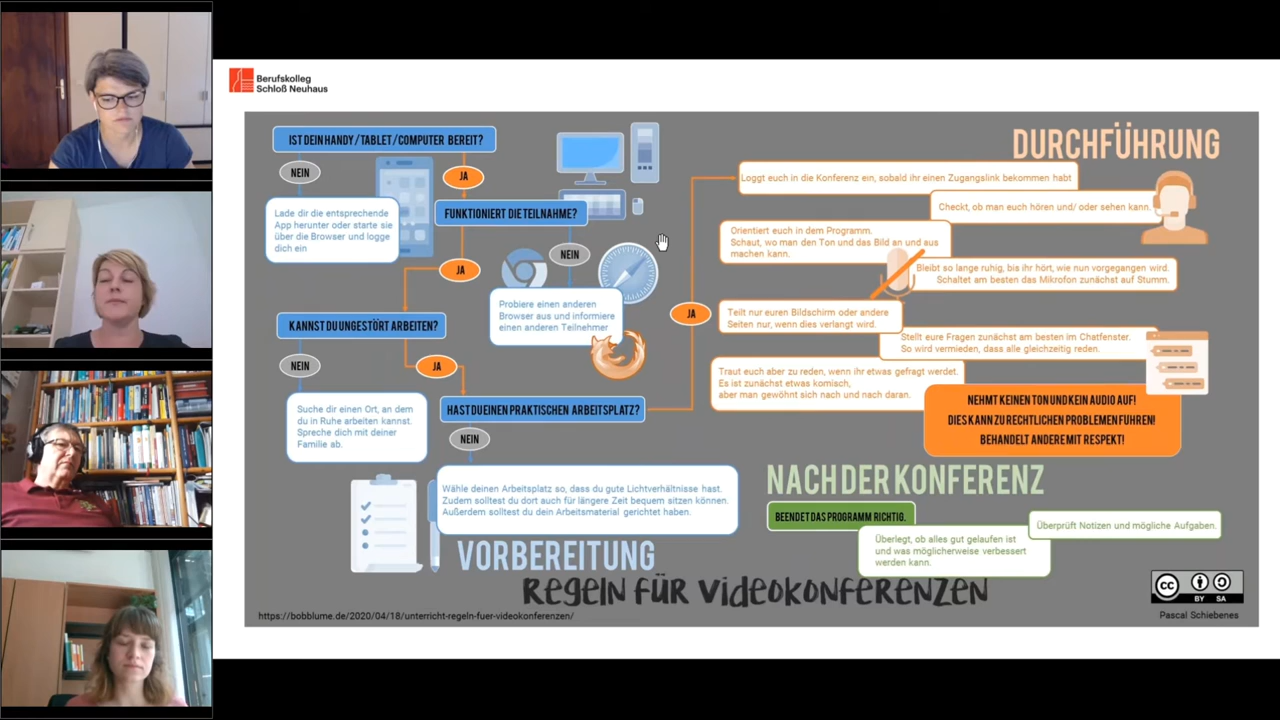 Berufskolleg
Schloß Neuhaus
IST DEIN HANDY/TABLET/COMPUTER BEREIT?
NEIN
JA
Lade dir die entsprechende
App herunter oder starte sie
über die Browser und logge
dich ein
FUNKTIONIERT DIE TEILNAHME?
NEIN
JA
Probiere einen anderen
Browser aus und informiere
einen anderen Teilnehmer
KANNST DU UNGESTÖRT ARBEITEN?
NEIN
JA
Suche dir einen Ort, an dem
du in Ruhe arbeiten kannst.
Spreche dich mit deiner
Familie ab.
HAST DU EINEN PRAKTISCHEN ARBEITSPLATZ?
NEIN
JA
Wähle deinen Arbeitsplatz so, dass du gute Lichtverhältnisse hast.
Zudem solltest du dort auch für längere Zeit bequem sitzen können.
Außerdem solltest du dein Arbeitsmaterial gerichtet haben.
VORBEREITUNG
DURCHFÜHRUNG
Loggt euch in die Konferenz ein, sobald ihr einen Zugangslink bekommen habt
Checkt, ob man euch hören und/ oder sehen kann.
Orientiert euch in dem Programm.
Schaut, wo man den Ton und das Bild an und aus
machen kann.
Bleibt so lange ruhig, bis ihr hört, wie nun vorgegangen wird.
Schaltet am besten das Mikrofon zunächst auf Stumm.
Teilt nur euren Bildschirm oder andere
Seiten nur, wenn dies verlangt wird.
Stellt eure Fragen zunächst am besten im Chatfenster.
So wird vermieden, dass alle gleichzeitig reden.
Traut euch aber zu reden, wenn ihr etwas gefragt werdet.
Es ist zunächst etwas komisch,
aber man gewöhnt sich nach und nach daran.
NEHMT KEINEN TON UND KEIN AUDIO AUF!
DIES KANN ZU RECHTLICHEN PROBLEMEN FÜHREN!
BEHANDELT ANDERE MIT RESPEKT!
NACH DER KONFERENZ
BEENDET DAS PROGRAMM RICHTIG.
Überprüft Notizen und mögliche Aufgaben.
Überlegt, ob alles gut gelaufen ist
und was möglicherweise verbessert
werden kann.
REGELN FÜR VIDEOKONFERENZEN
https://bobblume.de/2020/04/18/unterricht-regeln-fuer-videokonferenzen/
CC BY SA
Pascal Schiebenes